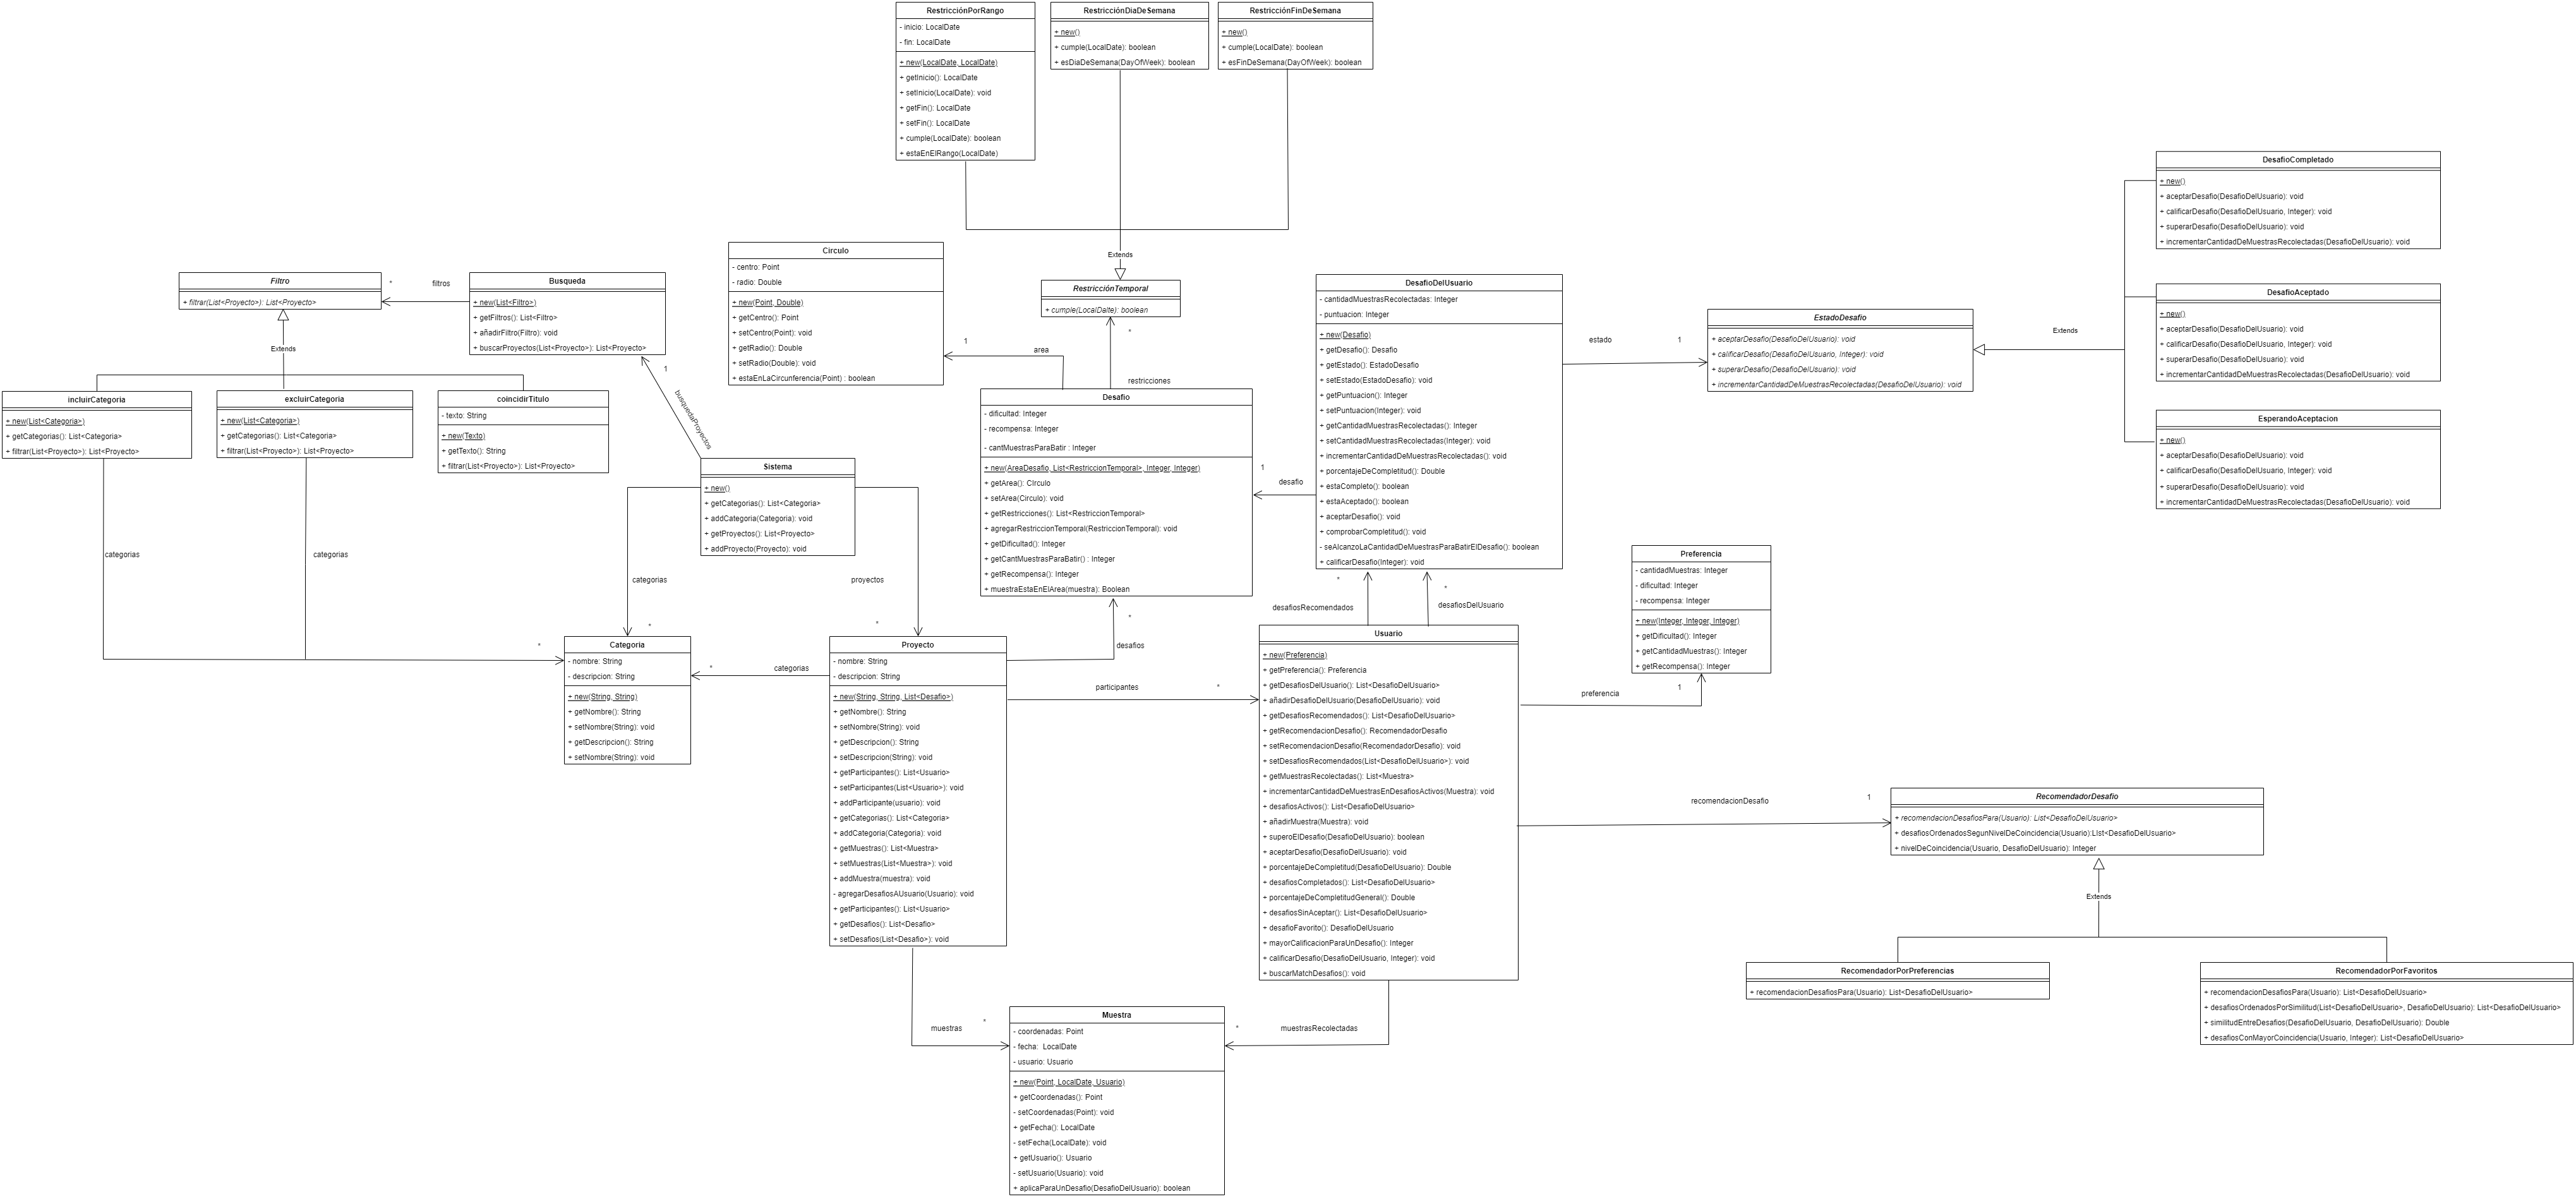 RestricciónPorRango
- inicio: LocalDate
- fin: LocalDate
+ new(LocalDate, LocalDate)
+ getInicio(): LocalDate
+ setInicio(LocalDate): void
+ getFin(): LocalDate
+ setFin(): LocalDate
+ cumple(LocalDate): boolean
+ estaEnElRango(LocalDate)
RestricciónDiaDeSemana
+ new()
+ cumple(LocalDate): boolean
+ esDiaDeSemana(DayOfWeek): boolean
RestricciónFinDeSemana
+ new()
+ cumple(LocalDate): boolean
+ esFinDeSemana(DayOfWeek): boolean
Extends
RestricciónTemporal
+ cumple(LocalDalte): boolean
*
restricciones
Circulo
- centro: Point
- radio: Double
+ new(Point, Double)
+ getCentro(): Point
+ setCentro(Point): void
+ getRadio(): Double
+ setRadio(Double): void
+ estaEnLaCircunferencia(Point) : boolean
1
area
Filtro
+ filtrar(List<Proyecto>): List<Proyecto>
*
filtros
Extends
Busqueda
+ new(List<Filtro>)
+ getFiltros(): List<Filtro>
+ añadirFiltro(Filtro): void
+ buscarProyectos(List<Proyecto>): List<Proyecto>
1
busquedaProyectos
incluirCategoria
+ new(List<Categoria>)
+ getCategorias(): List<Categoria>
+ filtrar(List<Proyecto>): List<Proyecto>
excluirCategoria
+ new(List<Categoria>)
+ getCategorias(): List<Categoria>
+ filtrar(List<Proyecto>): List<Proyecto>
coincidirTitulo
- texto: String
+ new(Texto)
+ getTexto(): String
+ filtrar(List<Proyecto>): List<Proyecto>
categorias
categorias
*
Sistema
+ new()
+ getCategorias(): List<Categoria>
+ addCategoria(Categoria): void
+ getProyectos(): List<Proyecto>
+ addProyecto(Proyecto): void
categorias
*
proyectos
*
Desafio
- dificultad: Integer
- recompensa: Integer
- cantMuestrasParaBatir : Integer
+ new(AreaDesafio, List<RestriccionTemporal>, Integer, Integer)
+ getArea(): CIrculo
+ setArea(Circulo): void
+ getRestricciones(): List<RestriccionTemporal>
+ agregarRestriccionTemporal(RestriccionTemporal): void
+ getDificultad(): Integer
+ getCantMuestrasParaBatir() : Integer
+ getRecompensa(): Integer
+ muestraEstaEnElArea(muestra): Boolean
1
desafio
*
desafios
DesafioDelUsuario
- cantidadMuestrasRecolectadas: Integer
- puntuacion: Integer
+ new(Desafio)
+ getDesafio(): Desafio
+ getEstado(): EstadoDesafio
+ setEstado(EstadoDesafio): void
+ getPuntuacion(): Integer
+ setPuntuacion(Integer): void
+ getCantidadMuestrasRecolectadas(): Integer
+ setCantidadMuestrasRecolectadas(Integer): void
+ incrementarCantidadDeMuestrasRecolectadas(): void
+ porcentajeDeCompletitud(): Double
+ estaCompleto(): boolean
+ estaAceptado(): boolean
+ aceptarDesafio(): void
+ comprobarCompletitud(): void
- seAlcanzoLaCantidadDeMuestrasParaBatirElDesafio(): boolean
+ calificarDesafio(Integer): void
estado
1
EstadoDesafio
+ aceptarDesafio(DesafioDelUsuario): void
+ calificarDesafio(DesafioDelUsuario, Integer): void
+ superarDesafio(DesafioDelUsuario): void
+ incrementarCantidadDeMuestrasRecolectadas(DesafioDelUsuario): void
Extends
DesafioCompletado
+ new()
+ aceptarDesafio(DesafioDelUsuario): void
+ calificarDesafio(DesafioDelUsuario, Integer): void
+ superarDesafio(DesafioDelUsuario): void
+ incrementarCantidadDeMuestrasRecolectadas(DesafioDelUsuario): void
DesafioAceptado
+ new()
+ aceptarDesafio(DesafioDelUsuario): void
+ calificarDesafio(DesafioDelUsuario, Integer): void
+ superarDesafio(DesafioDelUsuario): void
+ incrementarCantidadDeMuestrasRecolectadas(DesafioDelUsuario): void
EsperandoAceptacion
+ new()
+ aceptarDesafio(DesafioDelUsuario): void
+ calificarDesafio(DesafioDelUsuario, Integer): void
+ superarDesafio(DesafioDelUsuario): void
+ incrementarCantidadDeMuestrasRecolectadas(DesafioDelUsuario): void
*
desafiosRecomendados
*
desafiosDelUsuario
Preferencia
- cantidadMuestras: Integer
- dificultad: Integer
- recompensa: Integer
+ new(Integer, Integer, Integer)
+ getDificultad(): Integer
+ getCantidadMuestras(): Integer
+ getRecompensa(): Integer
preferencia
1
Categoria
- nombre: String
- descripcion: String
+ new(String, String)
+ getNombre(): String
+ setNombre(String): void
+ getDescripcion(): String
+ setNombre(String): void
*
categorias
Proyecto
- nombre: String
- descripcion: String
+ new(String, String, List<Desafio>)
+ getNombre(): String
+ setNombre(String): void
+ getDescripcion(): String
+ setDescripcion(String): void
+ getParticipantes(): List<Usuario>
+ setParticipantes(List<Usuario>): void
+ addParticipante(usuario): void
+ getCategorias(): List<Categoria>
+ addCategoria(Categoria): void
+ getMuestras(): List<Muestra>
+ setMuestras(List<Muestra>): void
+ addMuestra(muestra): void
- agregarDesafiosAUsuario(Usuario): void
+ getParticipantes(): List<Usuario>
+ getDesafios(): List<Desafio>
+ setDesafios(List<Desafio>): void
participantes
*
Usuario
+ new(Preferencia)
+ getPreferencia(): Preferencia
+ getDesafiosDelUsuario(): List<DesafioDelUsuario>
+ añadirDesafioDelUsuario(DesafioDelUsuario): void
+ getDesafiosRecomendados(): List<DesafioDelUsuario>
+ getRecomendacionDesafio(): RecomendadorDesafio
+ setRecomendacionDesafio(RecomendadorDesafio): void
+ setDesafiosRecomendados(List<DesafioDelUsuario>): void
+ getMuestrasRecolectadas(): List<Muestra>
+ incrementarCantidadDeMuestrasEnDesafiosActivos(Muestra): void
+ desafiosActivos(): List<DesafioDelUsuario>
+ añadirMuestra(Muestra): void
+ superoElDesafio(DesafioDelUsuario): boolean
+ aceptarDesafio(DesafioDelUsuario): void
+ porcentajeDeCompletitud(DesafioDelUsuario): Double
+ desafiosCompletados(): List<DesafioDelUsuario>
+ porcentajeDeCompletitudGeneral(): Double
+ desafiosSinAceptar(): List<DesafioDelUsuario>
+ desafioFavorito(): DesafioDelUsuario
+ mayorCalificacionParaUnDesafio(): Integer
+ calificarDesafio(DesafioDelUsuario, Integer): void
+ buscarMatchDesafios(): void
recomendacionDesafio
1
RecomendadorDesafio
+ recomendacionDesafiosPara(Usuario): List<DesafioDelUsuario>
+ desafiosOrdenadosSegunNivelDeCoincidencia(Usuario):LIst<DesafioDelUsuario>
+ nivelDeCoincidencia(Usuario, DesafioDelUsuario): Integer
Extends
RecomendadorPorPreferencias
+ recomendacionDesafiosPara(Usuario): List<DesafioDelUsuario>
RecomendadorPorFavoritos
+ recomendacionDesafiosPara(Usuario): List<DesafioDelUsuario>
+ desafiosOrdenadosPorSimilitud(List<DesafioDelUsuario>, DesafioDelUsuario): List<DesafioDelUsuario>
+ similitudEntreDesafios(DesafioDelUsuario, DesafioDelUsuario): Double
+ desafiosConMayorCoincidencia(Usuario, Integer): List<DesafioDelUsuario>
muestras
*
*
muestrasRecolectadas
Muestra
- coordenadas: Point
- fecha:  LocalDate
- usuario: Usuario
+ new(Point, LocalDate, Usuario)
+ getCoordenadas(): Point
- setCoordenadas(Point): void
+ getFecha(): LocalDate
- setFecha(LocalDate): void
+ getUsuario(): Usuario
- setUsuario(Usuario): void
+ aplicaParaUnDesafio(DesafioDelUsuario): boolean